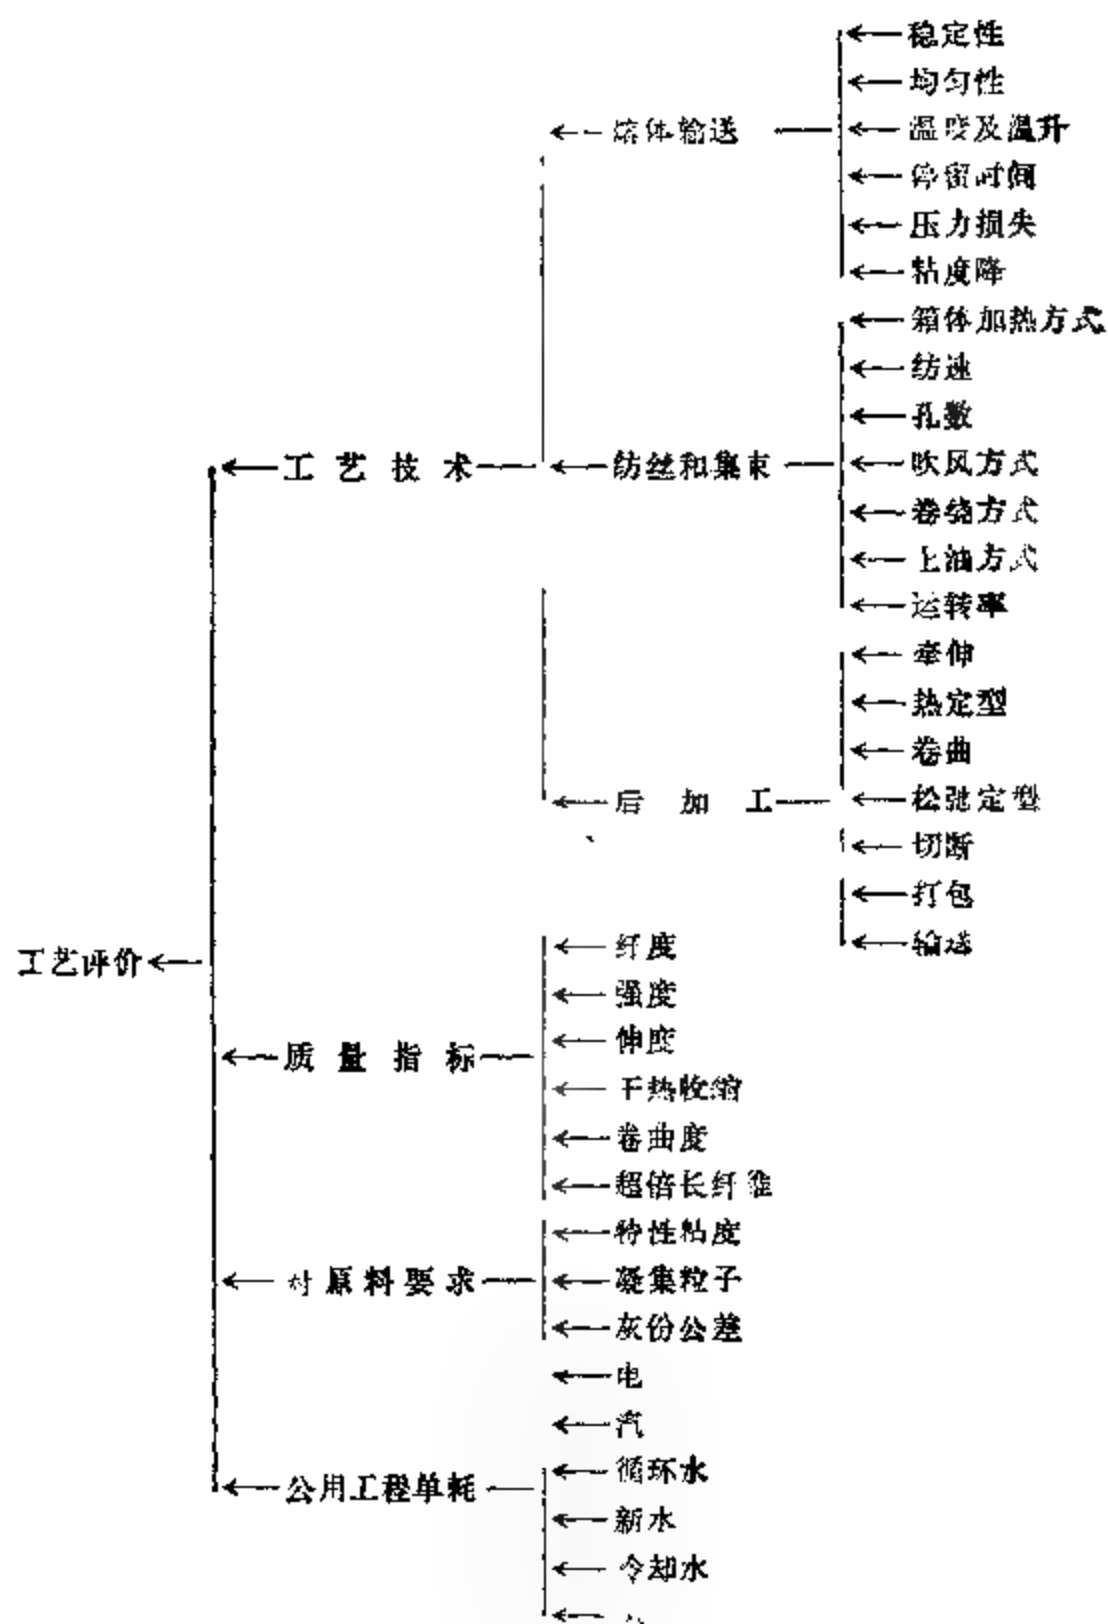 稳定性
均匀性
熔体输送
温度及温升
停留时间
压力损失
粘度降
箱体加热方式
纺速
孔数
工艺技术
纺丝和集束
吹风方式
卷绕方式
上油方式
运转率
牵伸
热定型
卷曲
后加工
松弛定型
切断
打包
输送
工艺评价
纤度
强度
伸度
质量指标
干热收缩
卷曲度
超倍长纤维
特性粘度
对原料要求
凝集粒子
灰份公差
电
汽
公用工程单耗
循环水
新水
冷却水